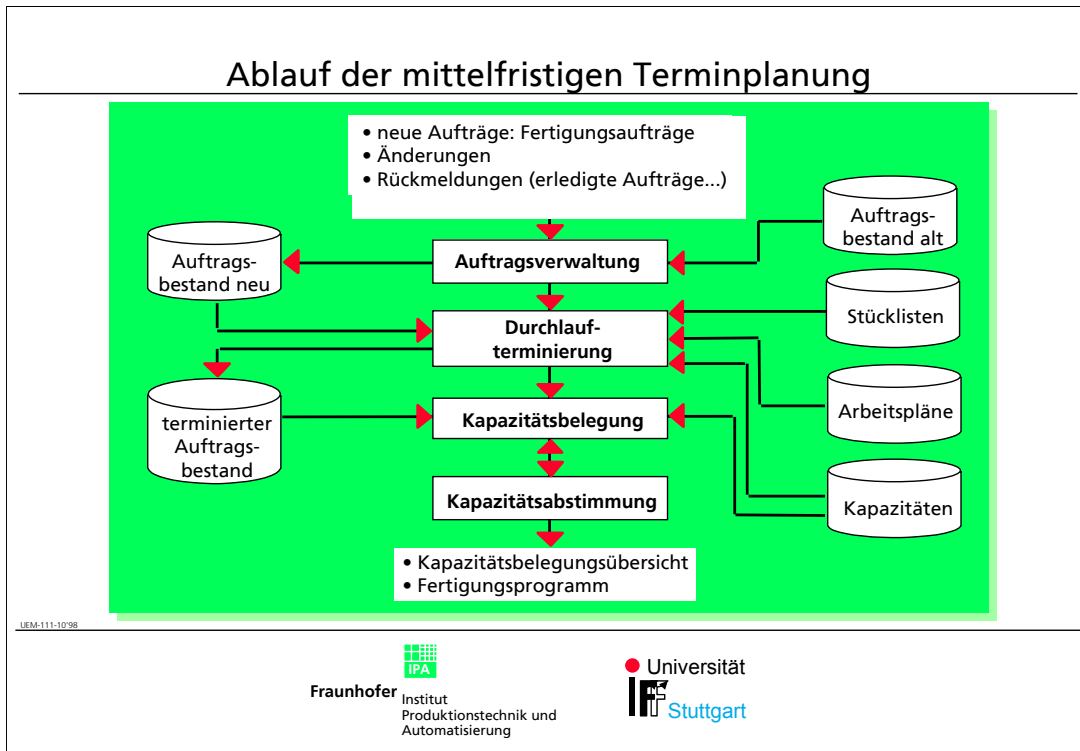 Ablauf der mittelfristigen Terminplanung
• neue Aufträge: Fertigungsaufträge
• Änderungen
• Rückmeldungen (erledigte Aufträge...)
Auftrags-
bestand neu
Auftragsverwaltung
Auftrags-
bestand alt
Durchlauf-
terminierung
Stücklisten
terminierter
Auftrags-
bestand
Kapazitätsbelegung
Arbeitspläne
Kapazitätsabstimmung
Kapazitäten
• Kapazitätsbelegungsübersicht
• Fertigungsprogramm
UEM-111-10'98
IPA
Fraunhofer Institut
Produktionstechnik und
Automatisierung
Universität
IFF
Stuttgart